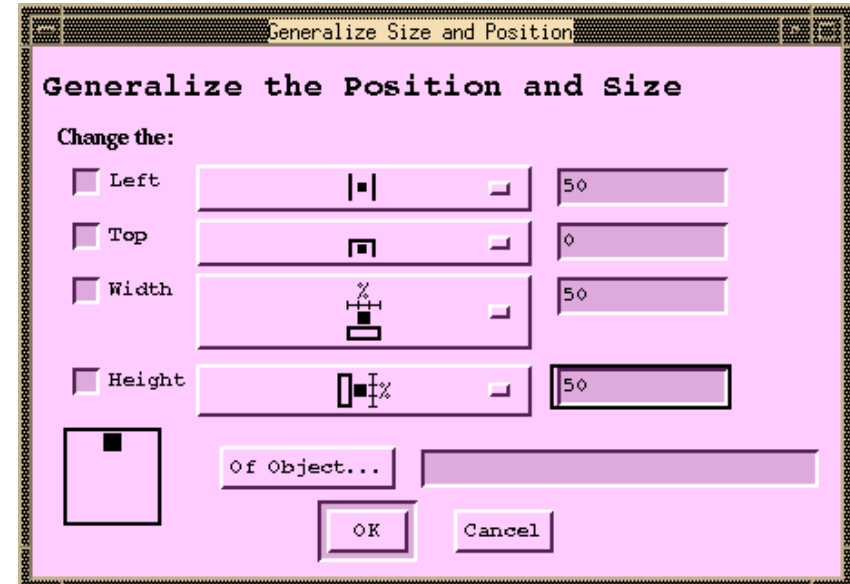 Generalize Size and Position
Generalize the Position and Size
Change the:
Left 50
Top 0
Width % 50
Height % 50
Of Object...
OK Cancel